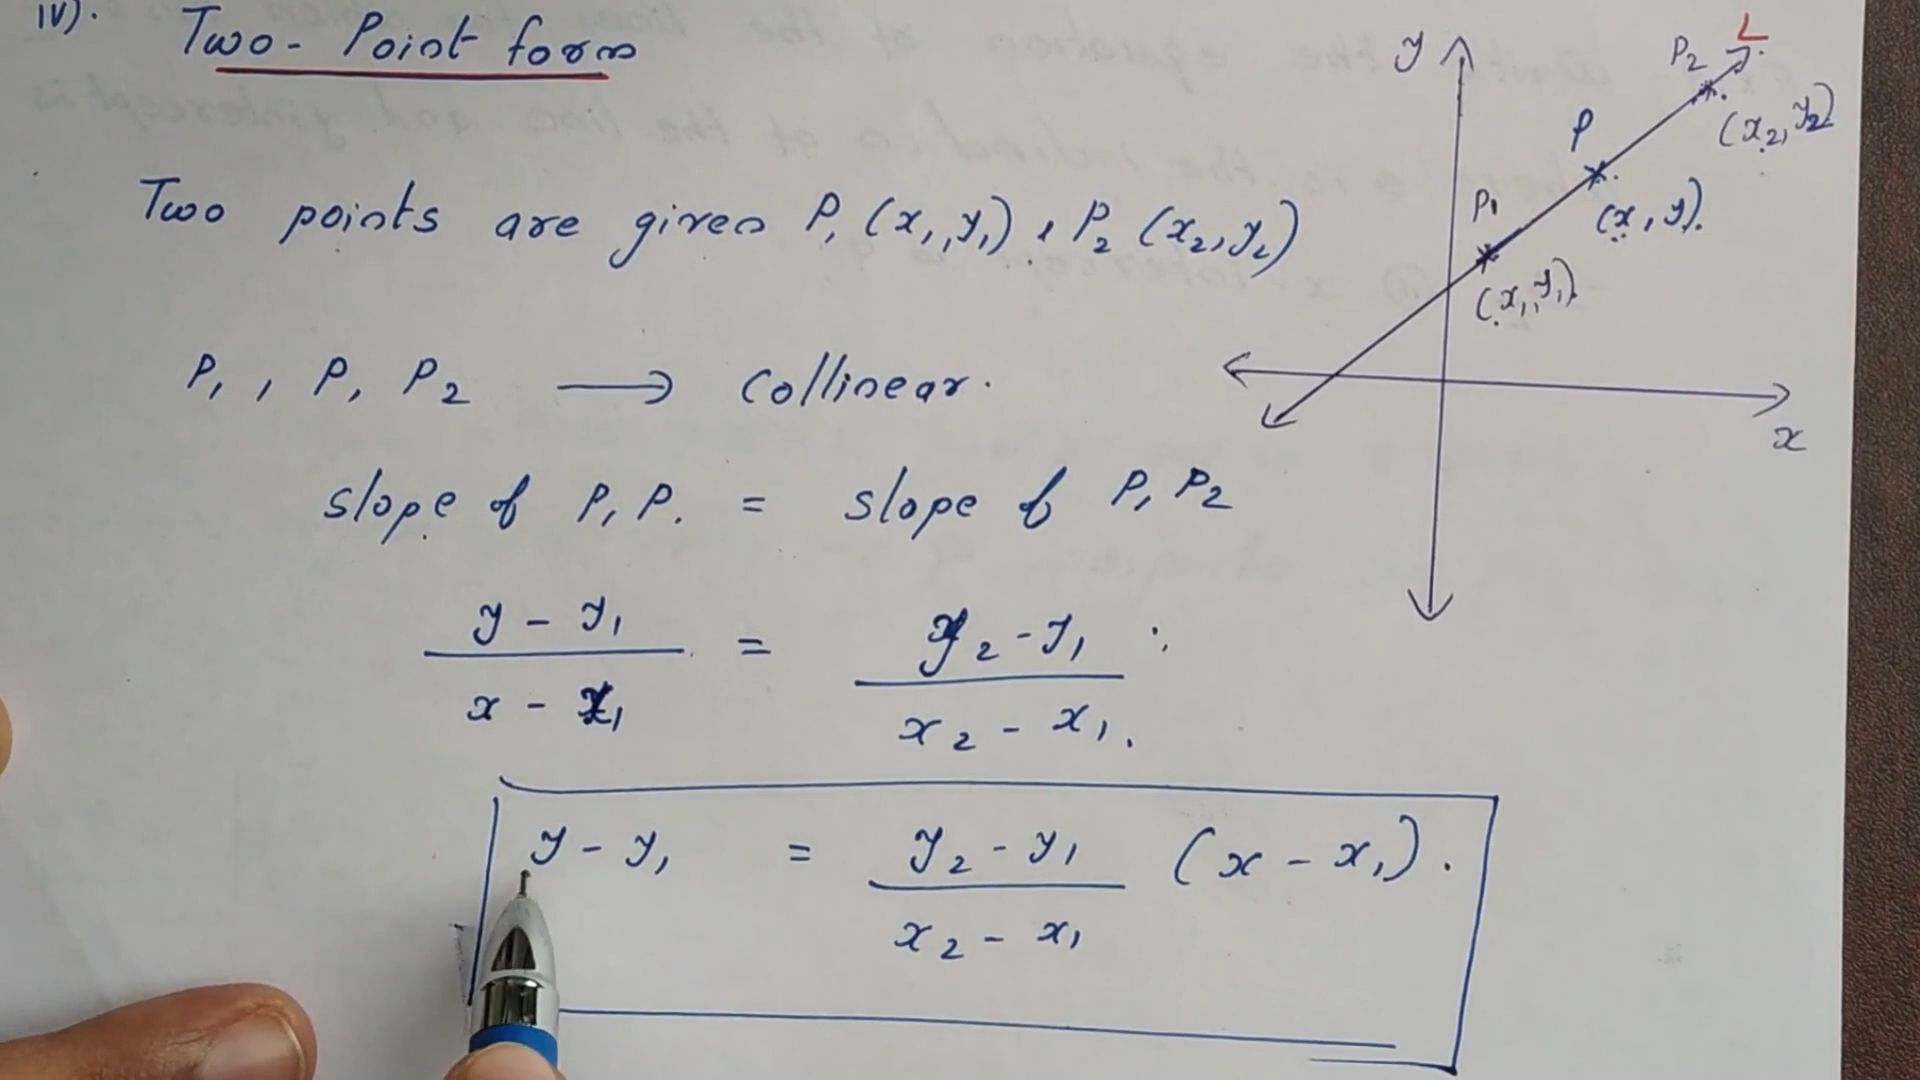 iv). Two-Point form
Two points are given P₁ (x₁, y₁), P₂ (x₂, y₂)
P₁, P, P₂ ⟶ Collinear.
slope of P₁P. = slope of P₁P₂
(y - y₁)/(x - x₁) = (y₂ - y₁)/(x₂ - x₁).
y - y₁ = (y₂ - y₁)/(x₂ - x₁) (x - x₁).
y
L
P₂
(x₂, y₂)
P
(x, y).
P₁
(x₁, y₁).
x